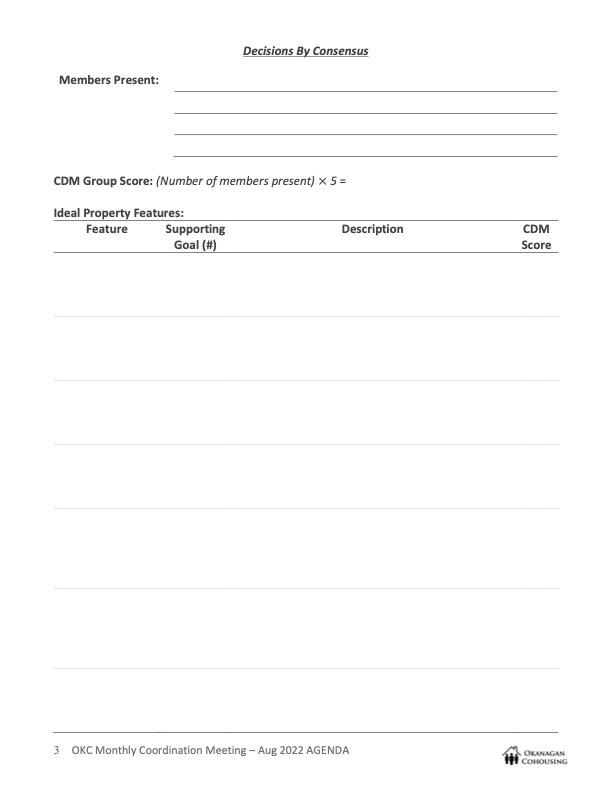 Decisions By Consensus
Members Present:
CDM Group Score: (Number of members present) × 5 =
Ideal Property Features:
Feature Supporting Goal (#) Description CDM Score
3 OKC Monthly Coordination Meeting – Aug 2022 AGENDA
OKANAGAN
COHOUSING